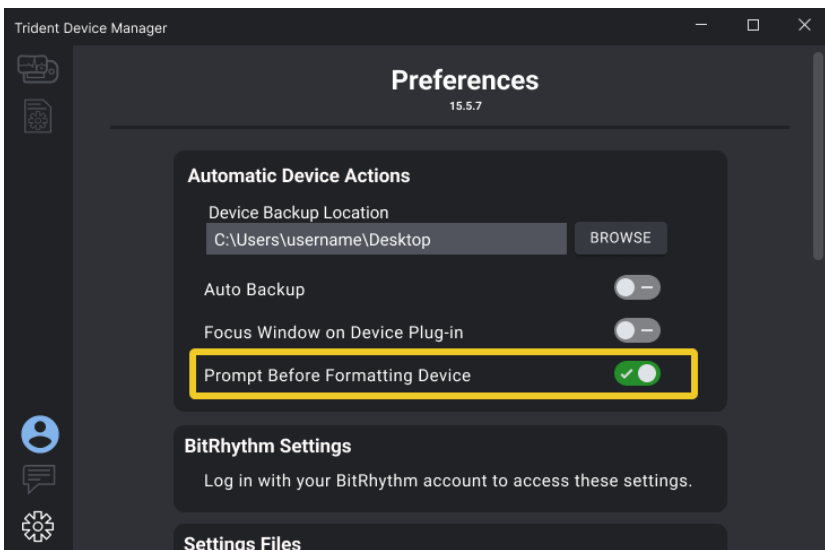 Trident Device Manager
Preferences
15.5.7
Automatic Device Actions
Device Backup Location
C:\Users\username\Desktop
BROWSE
Auto Backup
Focus Window on Device Plug-in
Prompt Before Formatting Device
BitRhythm Settings
Log in with your BitRhythm account to access these settings.
Settings Files